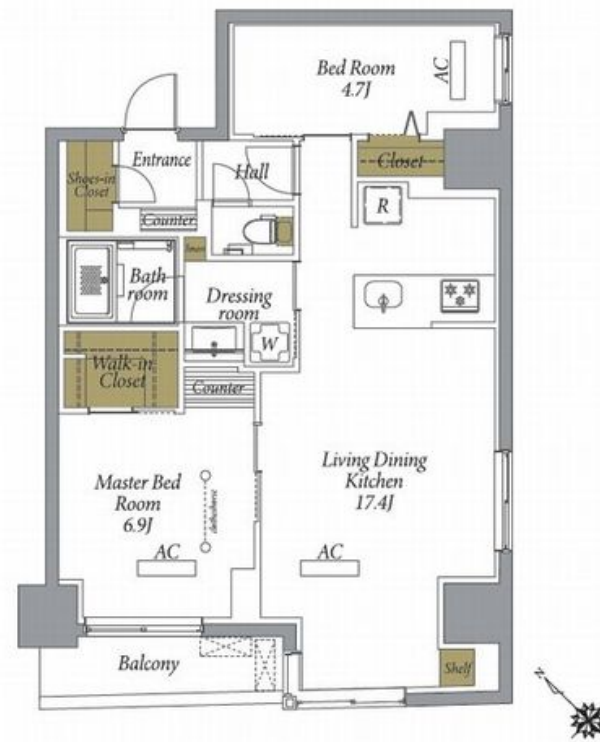 Bed Room
4.7J
AC
Entrance
Hall
Closet
Shoes-in
Closet
Counter
R
Bath
room
Dressing
room
W
Walk-in
Closet
Counter
Living Dining
Kitchen
17.4J
Master Bed
Room
6.9J
AC
AC
Balcony
Shelf
N